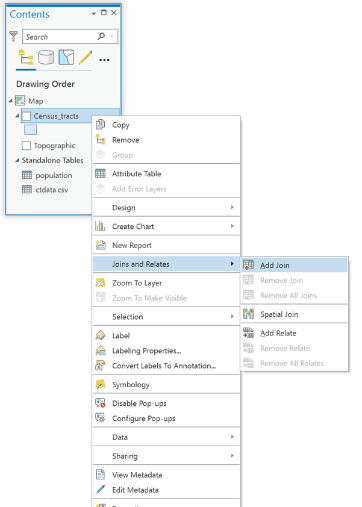 Contents
Search
Drawing Order
Map
Census_tracts
Topographic
Standalone Tables
population
ctdata.csv
Copy
Remove
Group
Attribute Table
Add Error Layers
Design
Create Chart
New Report
Joins and Relates
Zoom To Layer
Zoom To Make Visible
Selection
Label
Labeling Properties...
Convert Labels To Annotation...
Symbology
Disable Pop-ups
Configure Pop-ups
Data
Sharing
View Metadata
Edit Metadata
Add Join
Remove Join
Remove All Joins
Spatial Join
Add Relate
Remove Relate
Remove All Relates